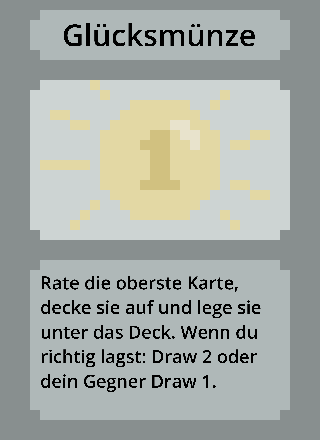 Glücksmünze
1
Rate die oberste Karte,
decke sie auf und lege sie
unter das Deck. Wenn du
richtig lagst: Draw 2 oder
dein Gegner Draw 1.